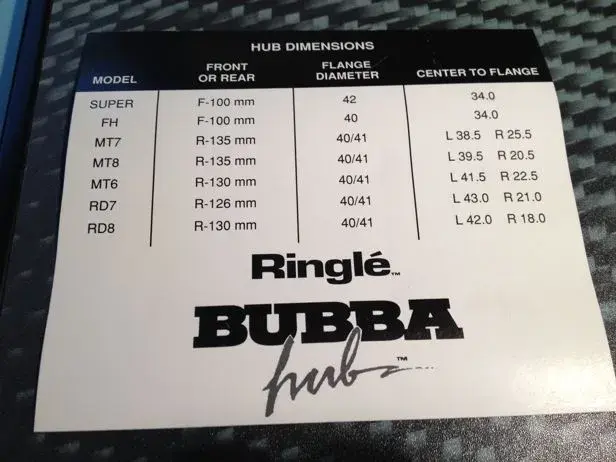 HUB DIMENSIONS
MODEL FRONT OR REAR FLANGE DIAMETER CENTER TO FLANGE
SUPER F-100 mm 42 34.0
FH F-100 mm 40 34.0
MT7 R-135 mm 40/41 L 38.5 R 25.5
MT8 R-135 mm 40/41 L 39.5 R 20.5
MT6 R-130 mm 40/41 L 41.5 R 22.5
RD7 R-126 mm 40/41 L 43.0 R 21.0
RD8 R-130 mm 40/41 L 42.0 R 18.0
Ringlé™
BUBBA
hub™